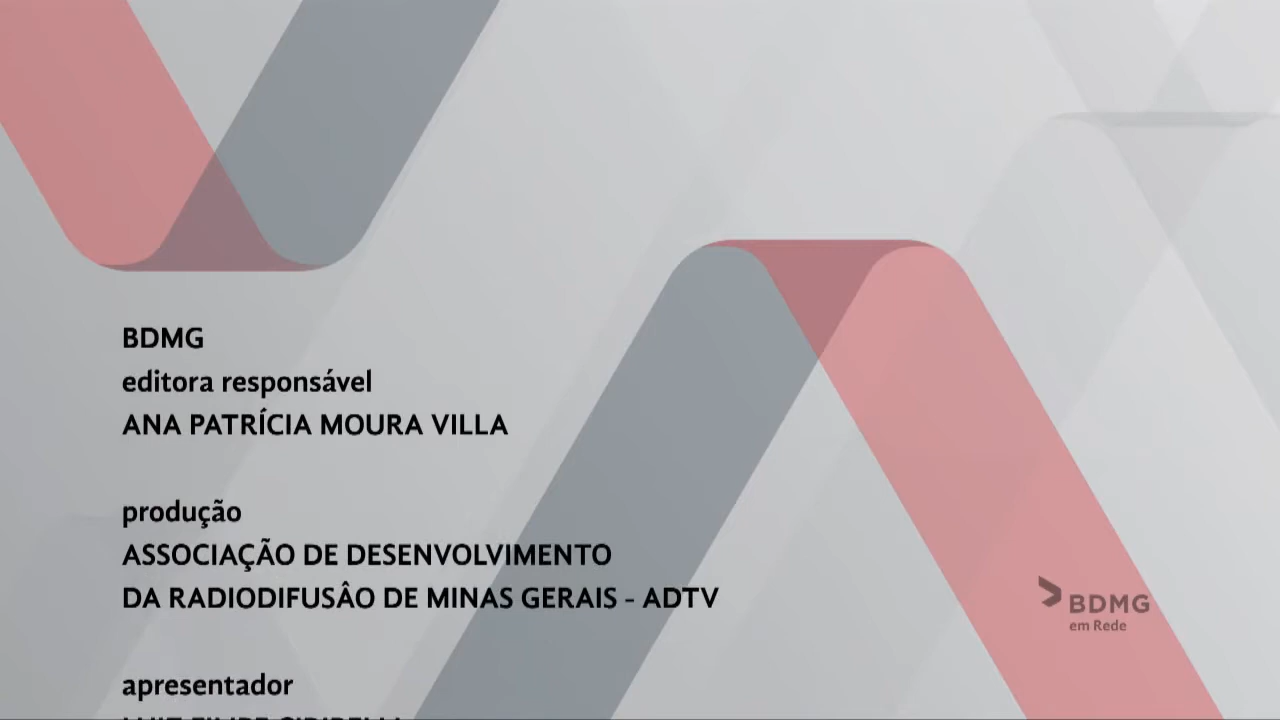 BDMG
editora responsável
ANA PATRÍCIA MOURA VILLA
produção
ASSOCIAÇÃO DE DESENVOLVIMENTO
DA RADIODIFUSÂO DE MINAS GERAIS - ADTV
apresentador
BDMG
em Rede